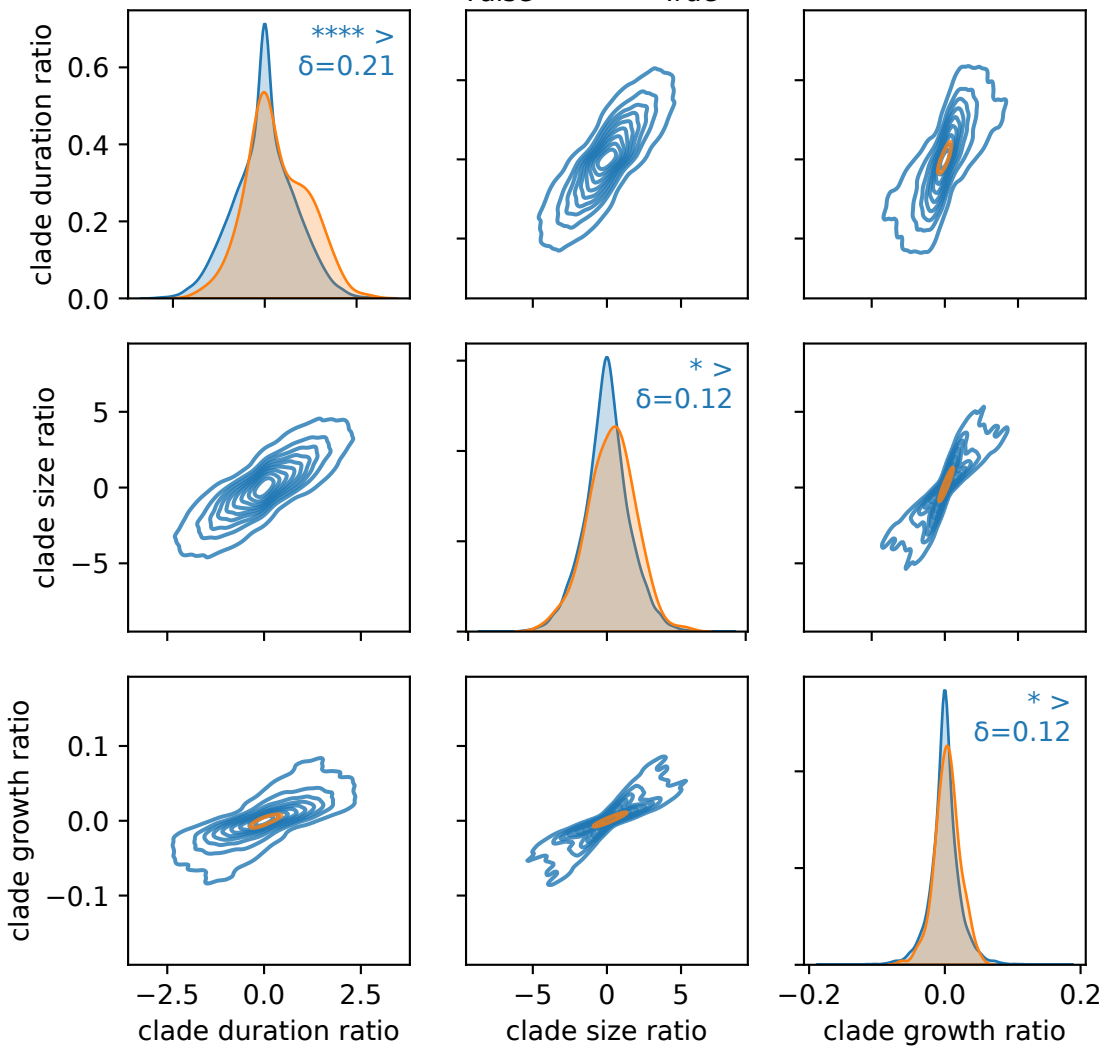 clade duration ratio
0.6
0.4
0.2
0.0
**** >
δ=0.21
clade size ratio
5
0
−5
* >
δ=0.12
clade growth ratio
0.1
0.0
−0.1
* >
δ=0.12
−2.5 0.0 2.5
−5 0 5
−0.2 0.0 0.2
clade duration ratio
clade size ratio
clade growth ratio